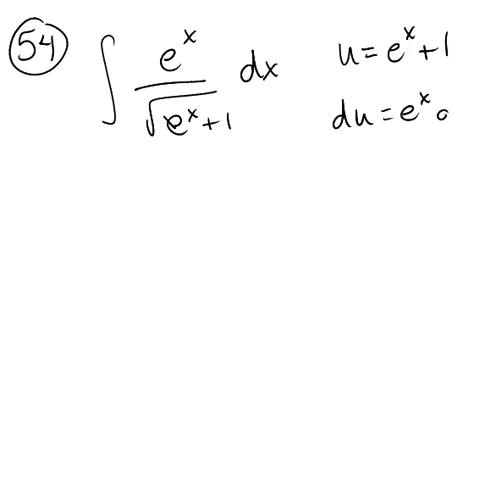 54 ∫ e^x / √(e^x+1) dx u = e^x+1
du = e^x